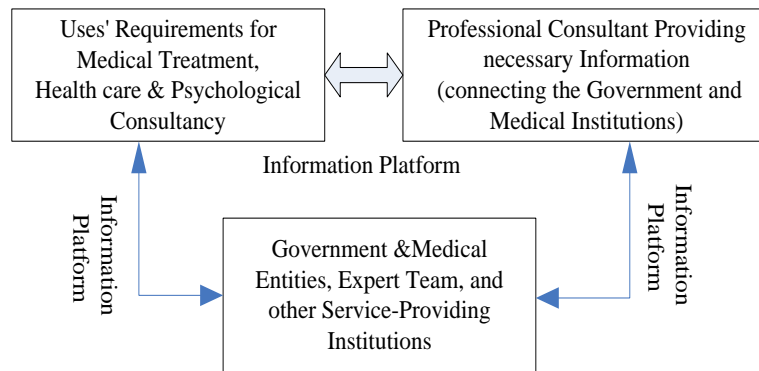 Uses' Requirements for
Medical Treatment,
Health care & Psychological
Consultancy
Professional Consultant Providing
necessary Information
(connecting the Government and
Medical Institutions)
Information Platform
Information
Platform
Information
Platform
Government &Medical
Entities, Expert Team, and
other Service-Providing
Institutions